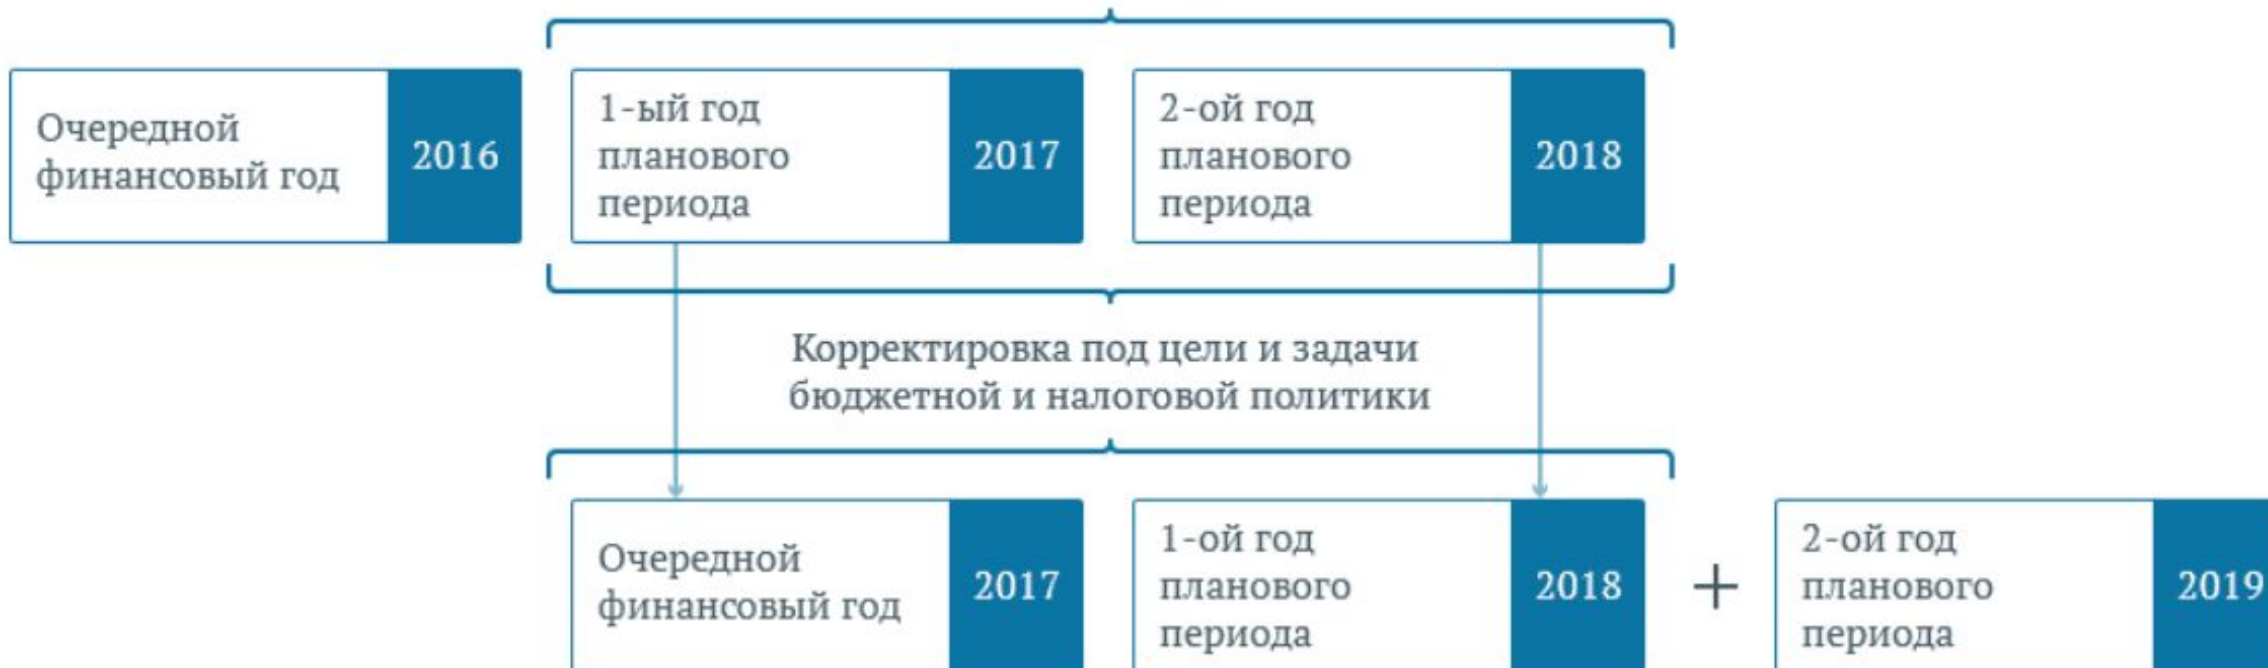 Очередной
финансовый год
2016
1-ый год
планового
периода
2017
2-ой год
планового
периода
2018
Корректировка под цели и задачи
бюджетной и налоговой политики
Очередной
финансовый год
2017
1-ой год
планового
периода
2018
+
2-ой год
планового
периода
2019